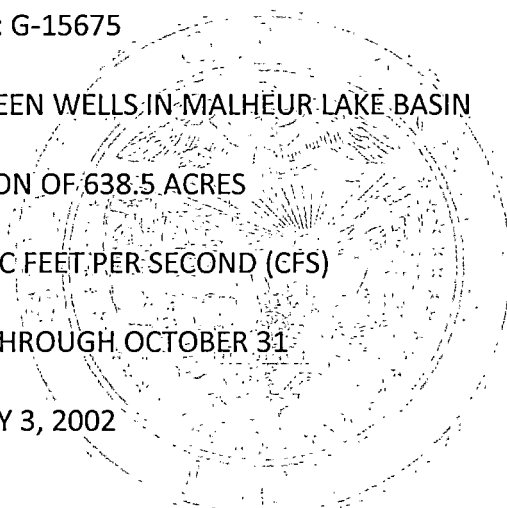 : G-15675
EEN WELLS IN MALHEUR LAKE BASIN
ON OF 638.5 ACRES
C FEET PER SECOND (CFS)
HROUGH OCTOBER 31
Y 3, 2002